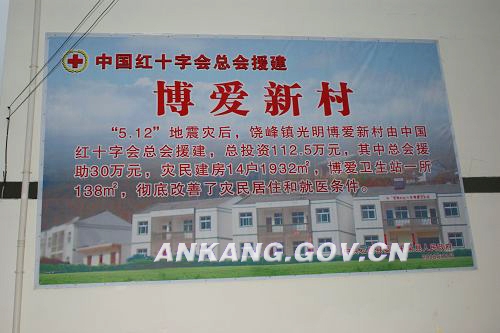 中国红十字会总会援建
博爱新村
“5.12”地震灾后，饶峰镇光明博爱新村由中国
红十字会总会援建，总投资112.5万元，其中总会援
助30万元，灾民建房14户1932㎡，博爱卫生站一所
138㎡，彻底改善了灾民居住和就医条件。
ANKANG.GOV.CN